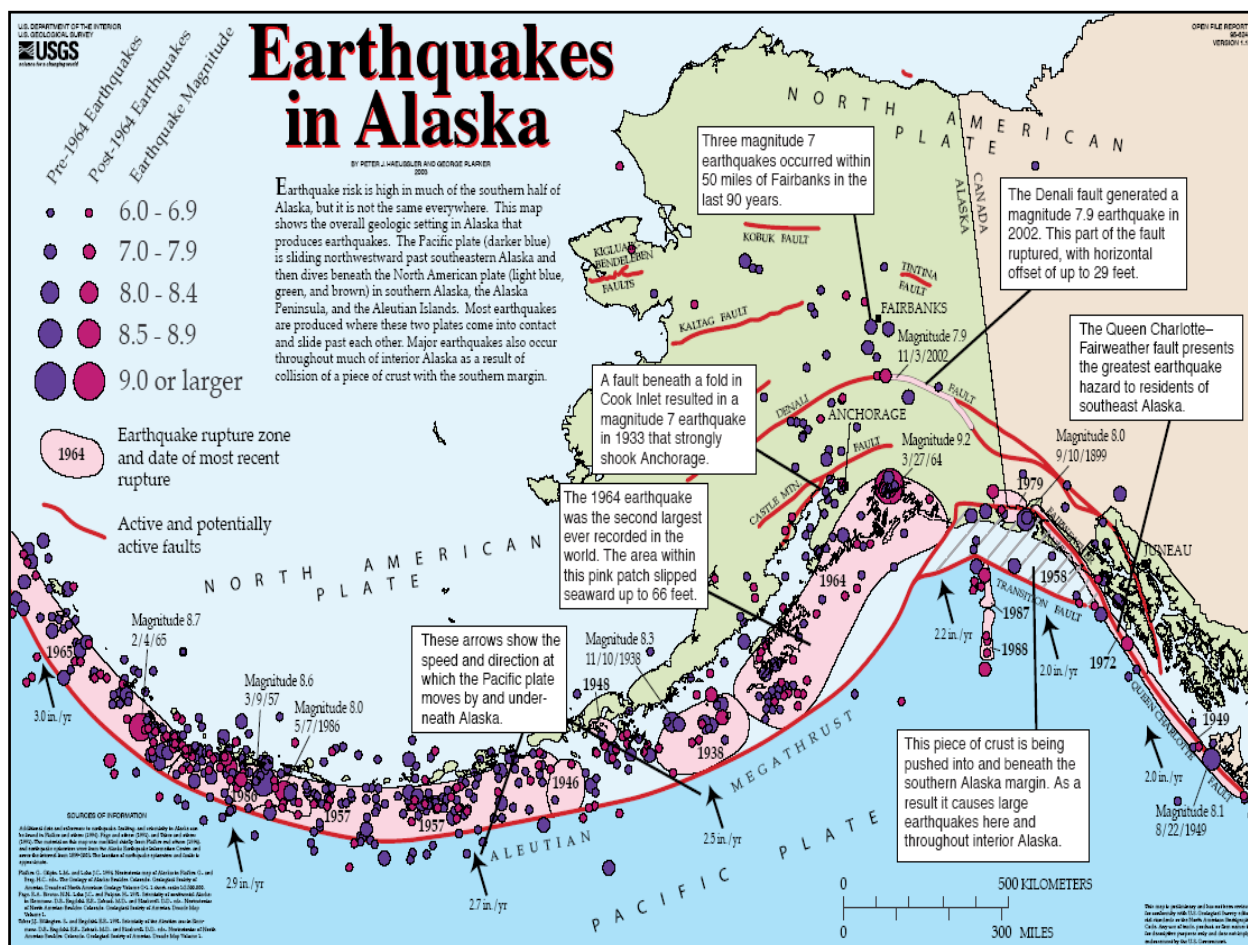 U.S. DEPARTMENT OF THE INTERIOR
U.S. GEOLOGICAL SURVEY
USGS
science for a changing world
OPEN FILE REPORT
VERSION 1.1
Earthquakes
in Alaska
BY PETER J. HAEUSSLER AND GEORGE PLAFKER
Earthquake risk is high in much of the southern half of
Alaska, but it is not the same everywhere. This map
shows the overall geologic setting in Alaska that
produces earthquakes. The Pacific plate (darker blue)
is sliding northwestward past southeastern Alaska and
then dives beneath the North American plate (light blue,
green, and brown) in southern Alaska, the Alaska
Peninsula, and the Aleutian Islands. Most earthquakes
are produced where these two plates come into contact
and slide past each other. Major earthquakes also occur
throughout much of interior Alaska as a result of
collision of a piece of crust with the southern margin.
Pre-1964 Earthquakes
Post-1964 Earthquakes
Earthquake Magnitude
6.0 - 6.9
7.0 - 7.9
8.0 - 8.4
8.5 - 8.9
9.0 or larger
1964
Earthquake rupture zone
and date of most recent
rupture
Active and potentially
active faults
NORTH AMERICAN
PLATE
ALASKA
CANADA
Three magnitude 7
earthquakes occurred within
50 miles of Fairbanks in the
last 90 years.
The Denali fault generated a
magnitude 7.9 earthquake in
2002. This part of the fault
ruptured, with horizontal
offset of up to 29 feet.
The Queen Charlotte–
Fairweather fault presents
the greatest earthquake
hazard to residents of
southeast Alaska.
KIGLUAIK
BENDELEBEN
FAULTS
KOBUK FAULT
TINTINA
FAULT
KALTAG FAULT
FAIRBANKS
Magnitude 7.9
11/3/2002
A fault beneath a fold in
Cook Inlet resulted in a
magnitude 7 earthquake
in 1933 that strongly
shook Anchorage.
DENALI
FAULT
ANCHORAGE
Magnitude 9.2
3/27/64
CASTLE MTN.
FAULT
Magnitude 8.0
9/10/1899
1979
The 1964 earthquake
was the second largest
ever recorded in the
world. The area within
this pink patch slipped
seaward up to 66 feet.
NORTH AMERICAN
PLATE
1964
1958
JUNEAU
TRANSITION FAULT
1987
1988
1972
2.2 in./yr
2.0 in./yr
QUEEN CHARLOTTE FAULT
1949
2.0 in./yr
Magnitude 8.1
8/22/1949
1965
3.0 in./yr
Magnitude 8.7
2/4/65
Magnitude 8.6
3/9/57
Magnitude 8.0
5/7/1986
These arrows show the
speed and direction at
which the Pacific plate
moves by and under-
neath Alaska.
Magnitude 8.3
11/10/1938
1948
1938
1946
1986
1957
1957
2.9 in./yr
2.7 in./yr
2.5 in./yr
ALEUTIAN
MEGATHRUST
PACIFIC PLATE
This piece of crust is being
pushed into and beneath the
southern Alaska margin. As a
result it causes large
earthquakes here and
throughout interior Alaska.
0
500 KILOMETERS
0
300 MILES
SOURCES OF INFORMATION